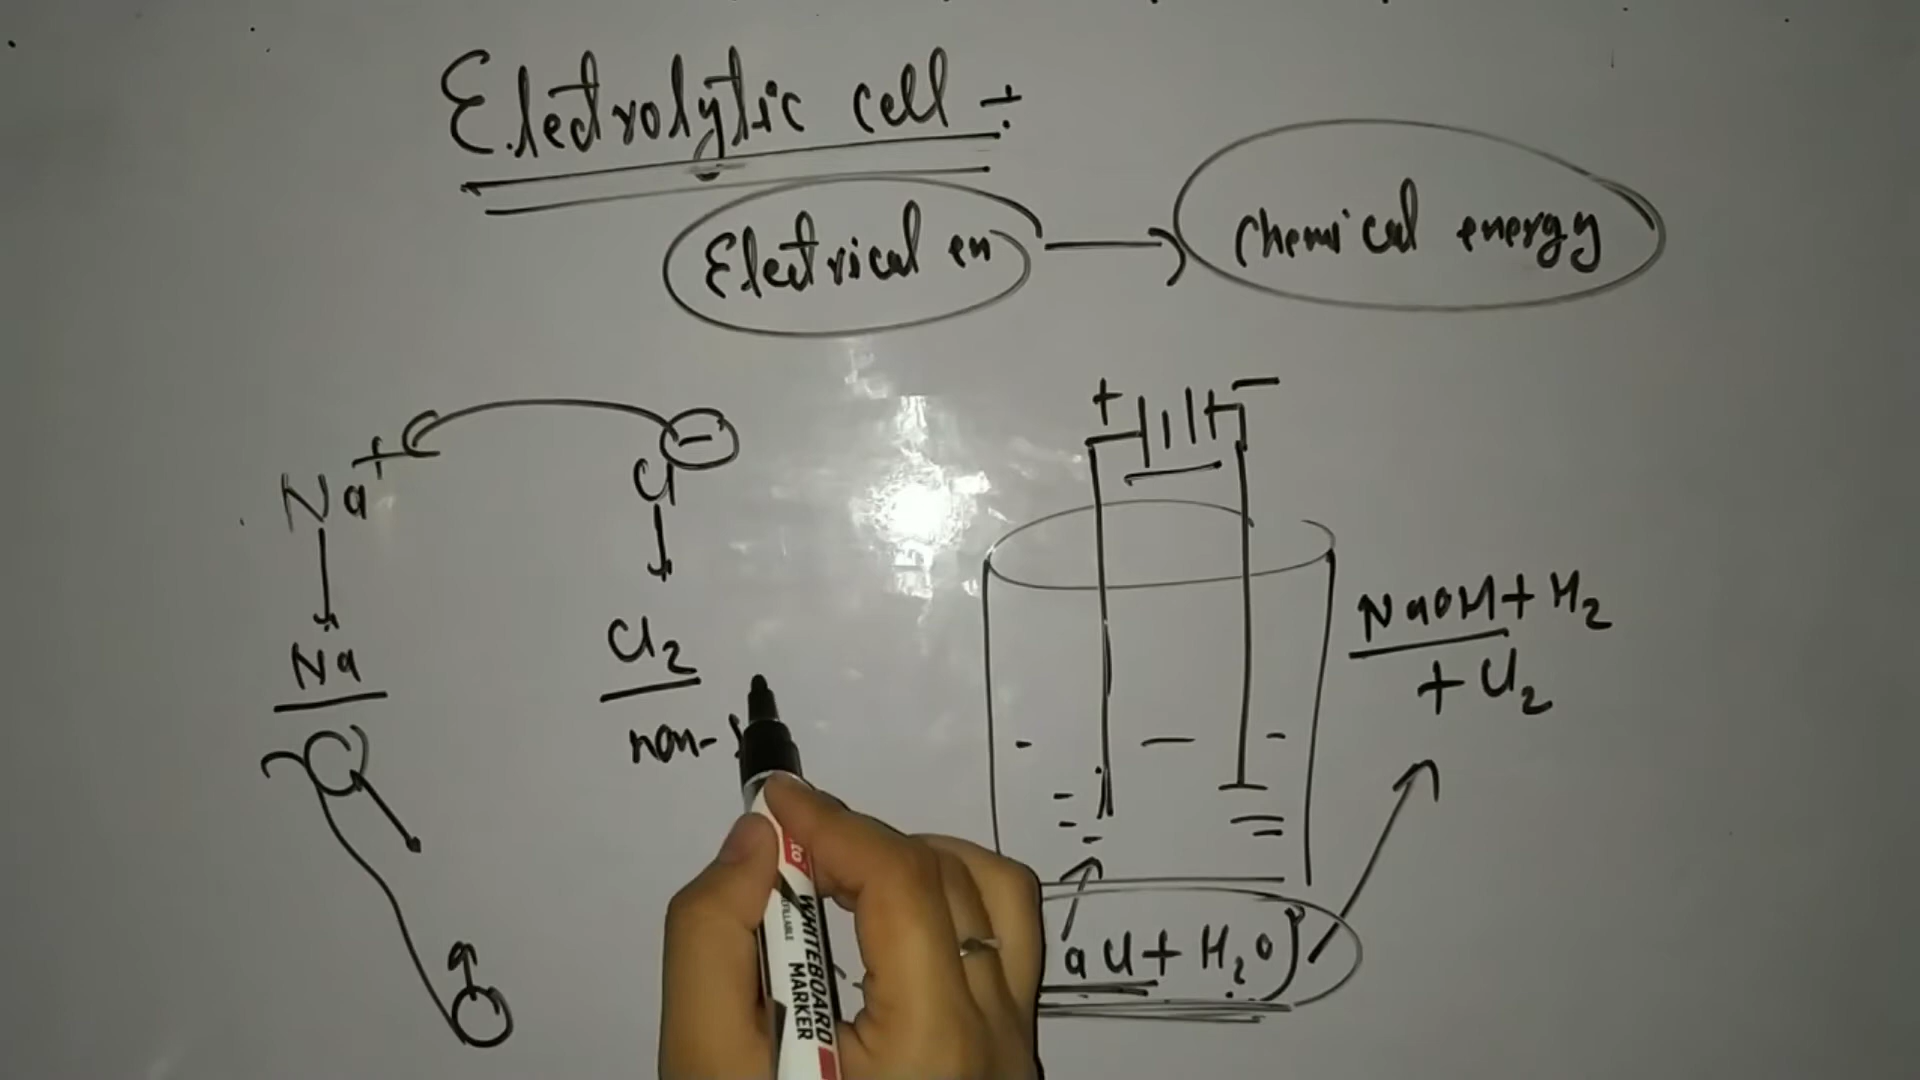 Electrolytic cell ÷
Electrical en → Chemical energy
+ −
Na+ Cl−
Na
Cl2
non-
NaOH + H2
+ Cl2
aCl + H2O)
WHITEBOARD
MARKER